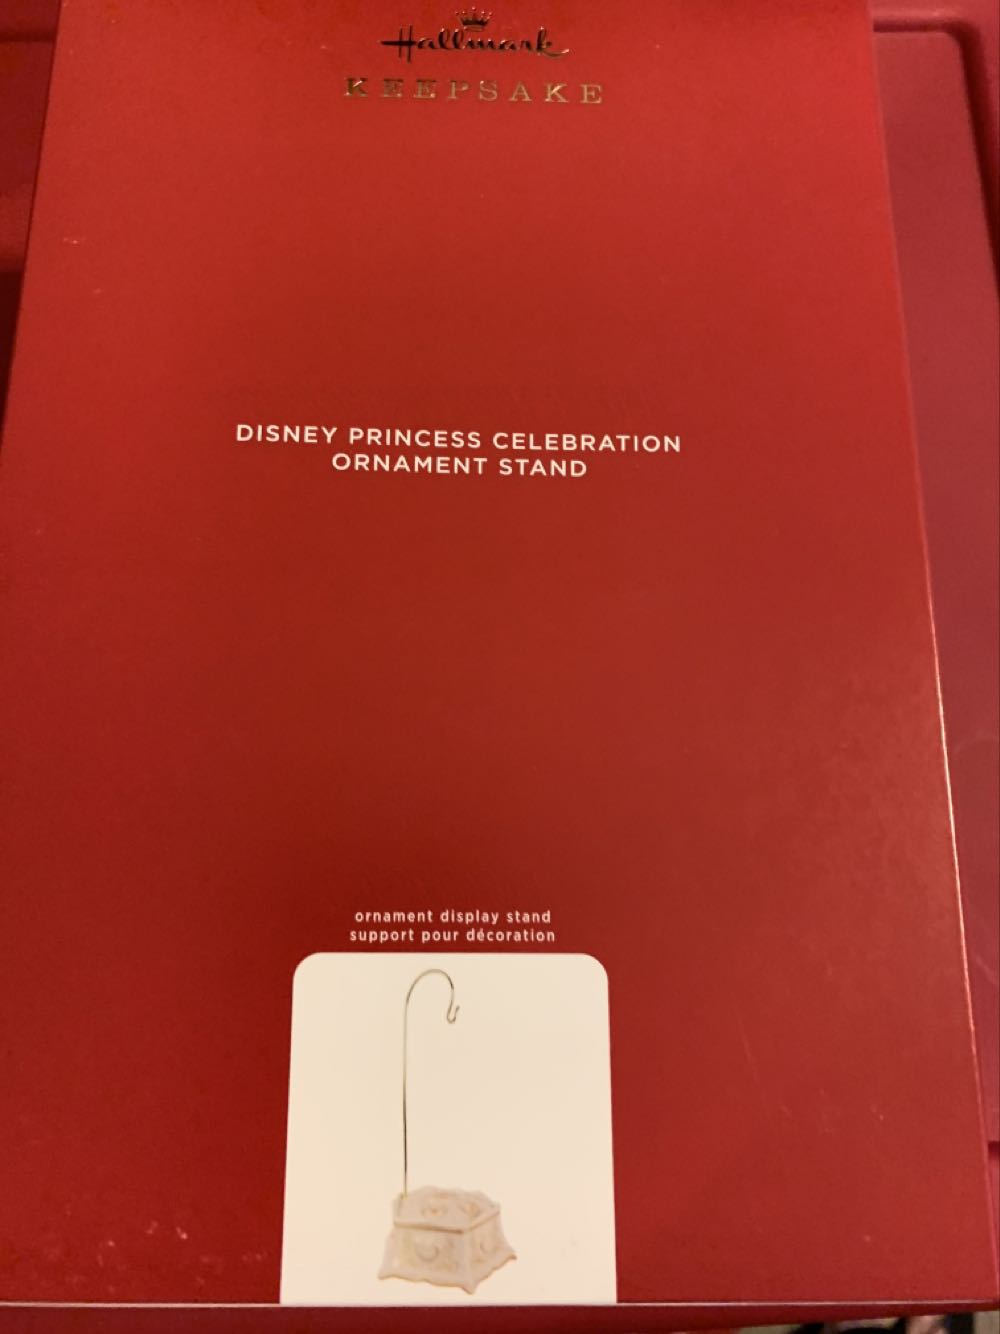 Hallmark
KEEPSAKE
DISNEY PRINCESS CELEBRATION
ORNAMENT STAND
ornament display stand
support pour décoration